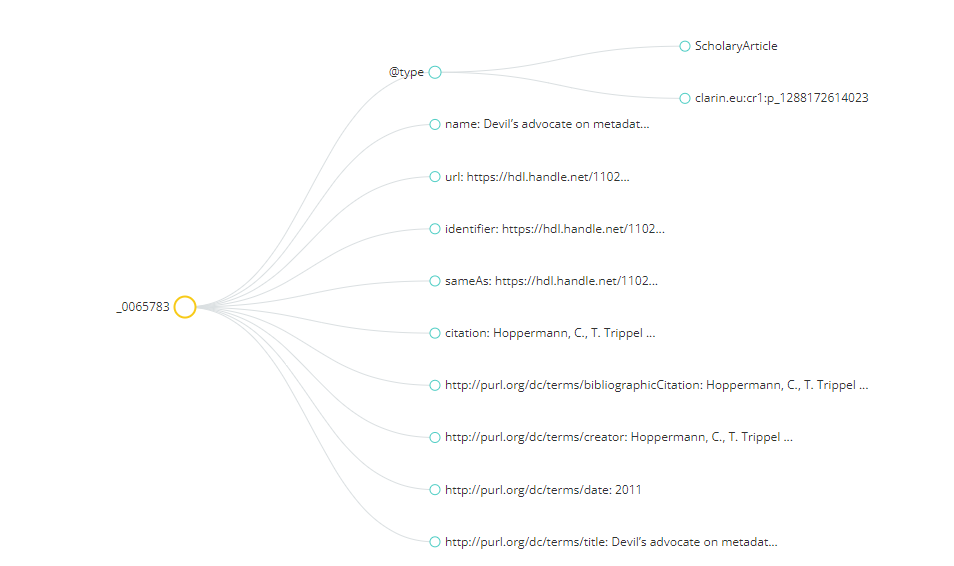 ScholaryArticle
@type
clarin.eu:cr1:p_1288172614023
name: Devil’s advocate on metadat...
url: https://hdl.handle.net/1102...
identifier: https://hdl.handle.net/1102...
sameAs: https://hdl.handle.net/1102...
_0065783
citation: Hoppermann, C., T. Trippel ...
http://purl.org/dc/terms/bibliographicCitation: Hoppermann, C., T. Trippel ...
http://purl.org/dc/terms/creator: Hoppermann, C., T. Trippel ...
http://purl.org/dc/terms/date: 2011
http://purl.org/dc/terms/title: Devil’s advocate on metadat...